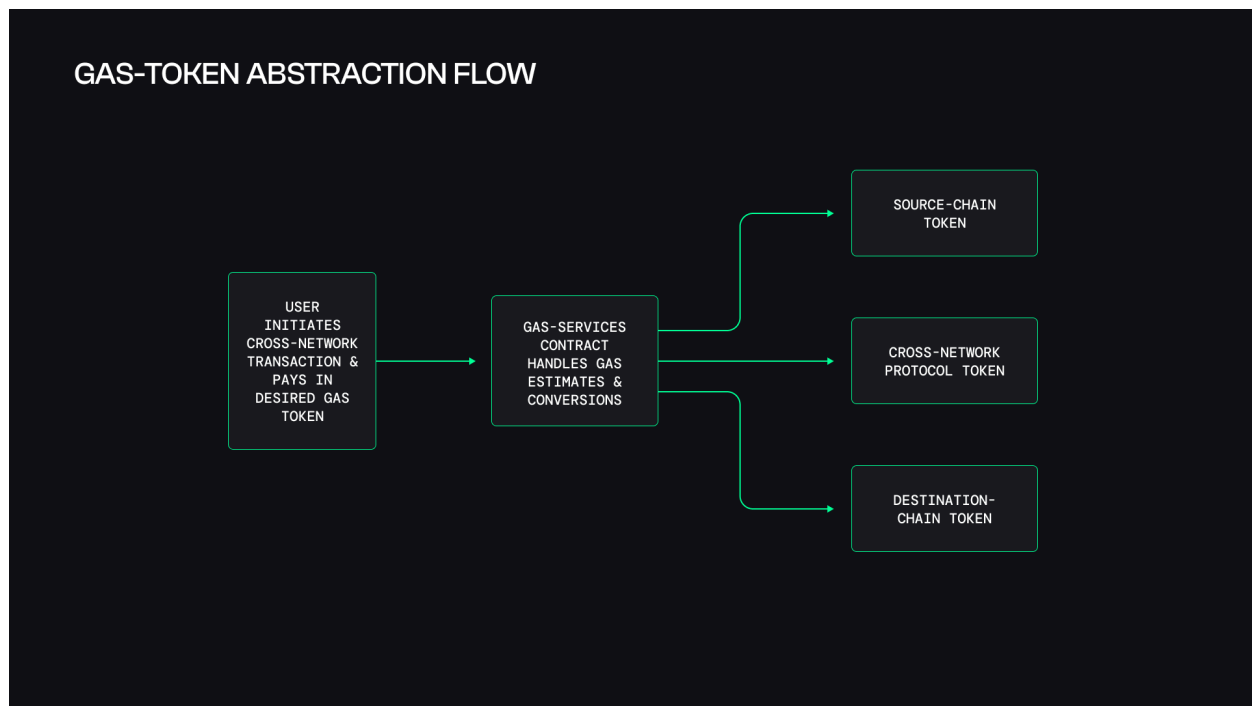 GAS-TOKEN ABSTRACTION FLOW
USER
INITIATES
CROSS-NETWORK
TRANSACTION &
PAYS IN
DESIRED GAS
TOKEN
GAS-SERVICES
CONTRACT
HANDLES GAS
ESTIMATES &
CONVERSIONS
SOURCE-CHAIN
TOKEN
CROSS-NETWORK
PROTOCOL TOKEN
DESTINATION-
CHAIN TOKEN